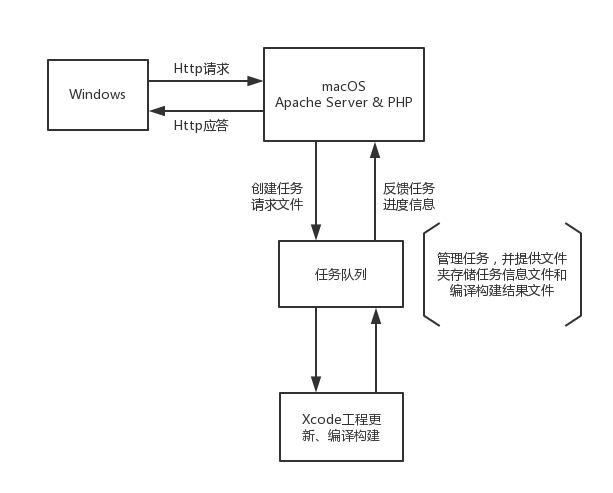 Http请求
Windows
macOS
Apache Server & PHP
Http应答
创建任务
请求文件
反馈任务
进度信息
任务队列
管理任务，并提供文件
夹存储任务信息文件和
编译构建结果文件
Xcode工程更
新、编译构建